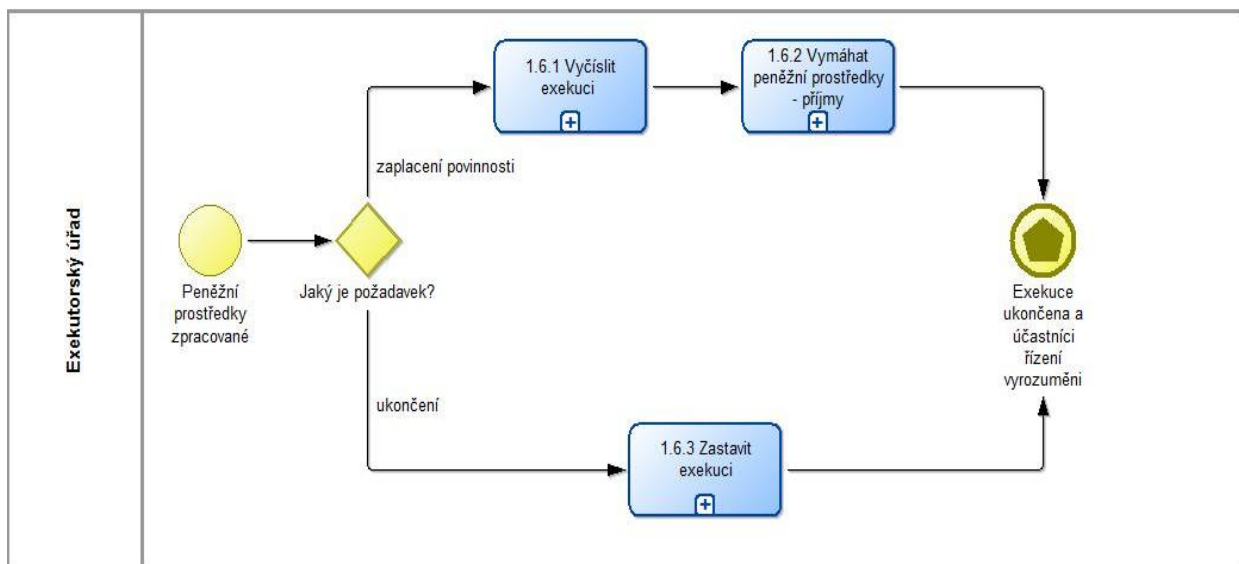 Exekutorský úřad
Peněžní
prostředky
zpracované
Jaký je požadavek?
zaplacení povinnosti
1.6.1 Vyčíslit
exekuci
1.6.2 Vymáhat
peněžní prostředky
- příjmy
ukončení
1.6.3 Zastavit
exekuci
Exekuce
ukončena a
účastníci
řízení
vyrozuměni